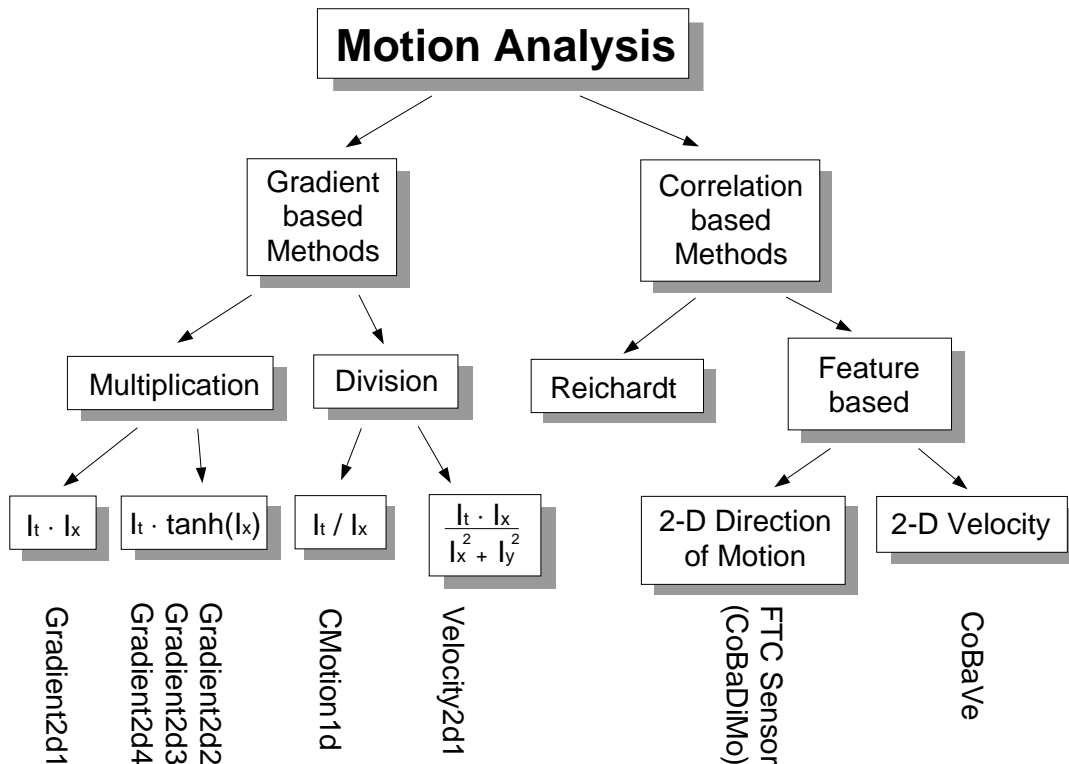 Motion Analysis
Gradient
based
Methods
Correlation
based
Methods
Multiplication
Division
Reichardt
Feature
based
Iₜ · Iₓ
Iₜ · tanh(Iₓ)
Iₜ / Iₓ
Iₜ · Iₓ
Iₓ² + Iᵧ²
2-D Direction
of Motion
2-D Velocity
Gradient2d1
Gradient2d2
Gradient2d3
Gradient2d4
CMotion1d
Velocity2d1
FTC Sensor
(CoBaDiMo)
CoBaVe